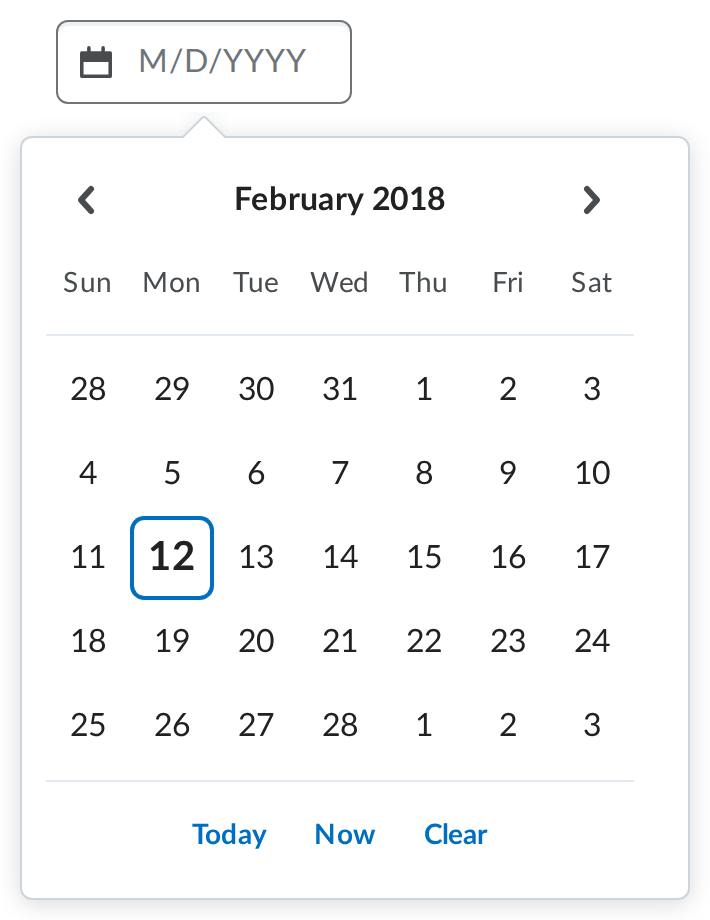 M/D/YYYY
February 2018
Sun Mon Tue Wed Thu Fri Sat
28 29 30 31 1 2 3
4 5 6 7 8 9 10
11 12 13 14 15 16 17
18 19 20 21 22 23 24
25 26 27 28 1 2 3
Today Now Clear